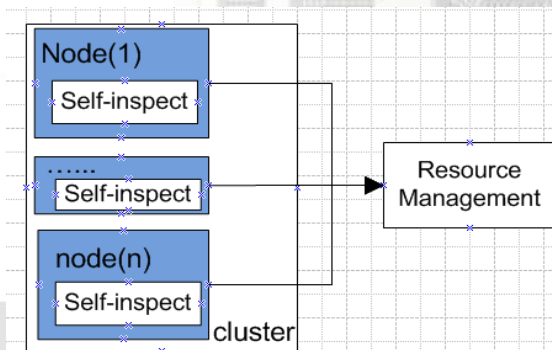 Node(1)
Self-inspect
......
Self-inspect
node(n)
Self-inspect
cluster
Resource
Management